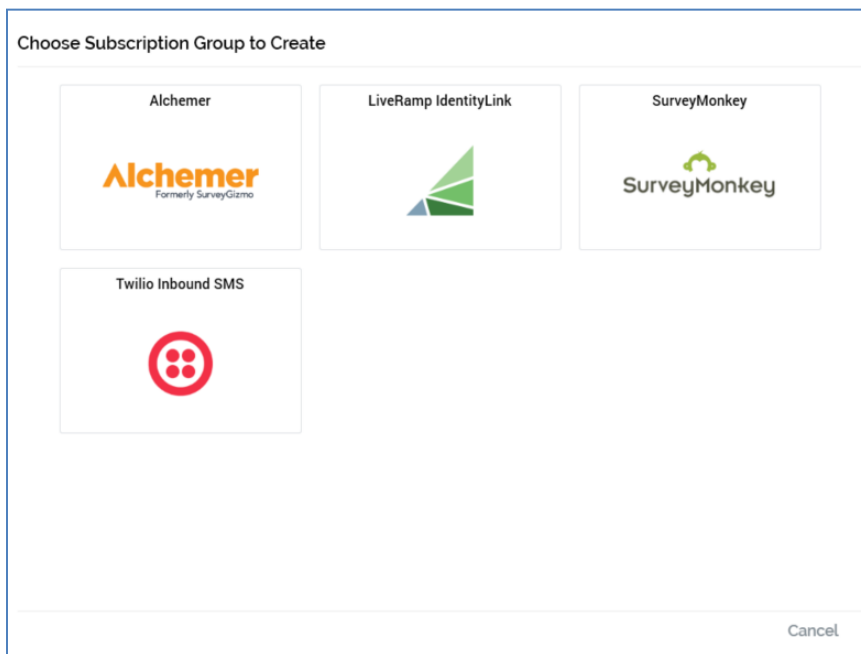 Choose Subscription Group to Create
Alchemer
LiveRamp IdentityLink
SurveyMonkey
Alchemer
Formerly SurveyGizmo
SurveyMonkey
Twilio Inbound SMS
Cancel